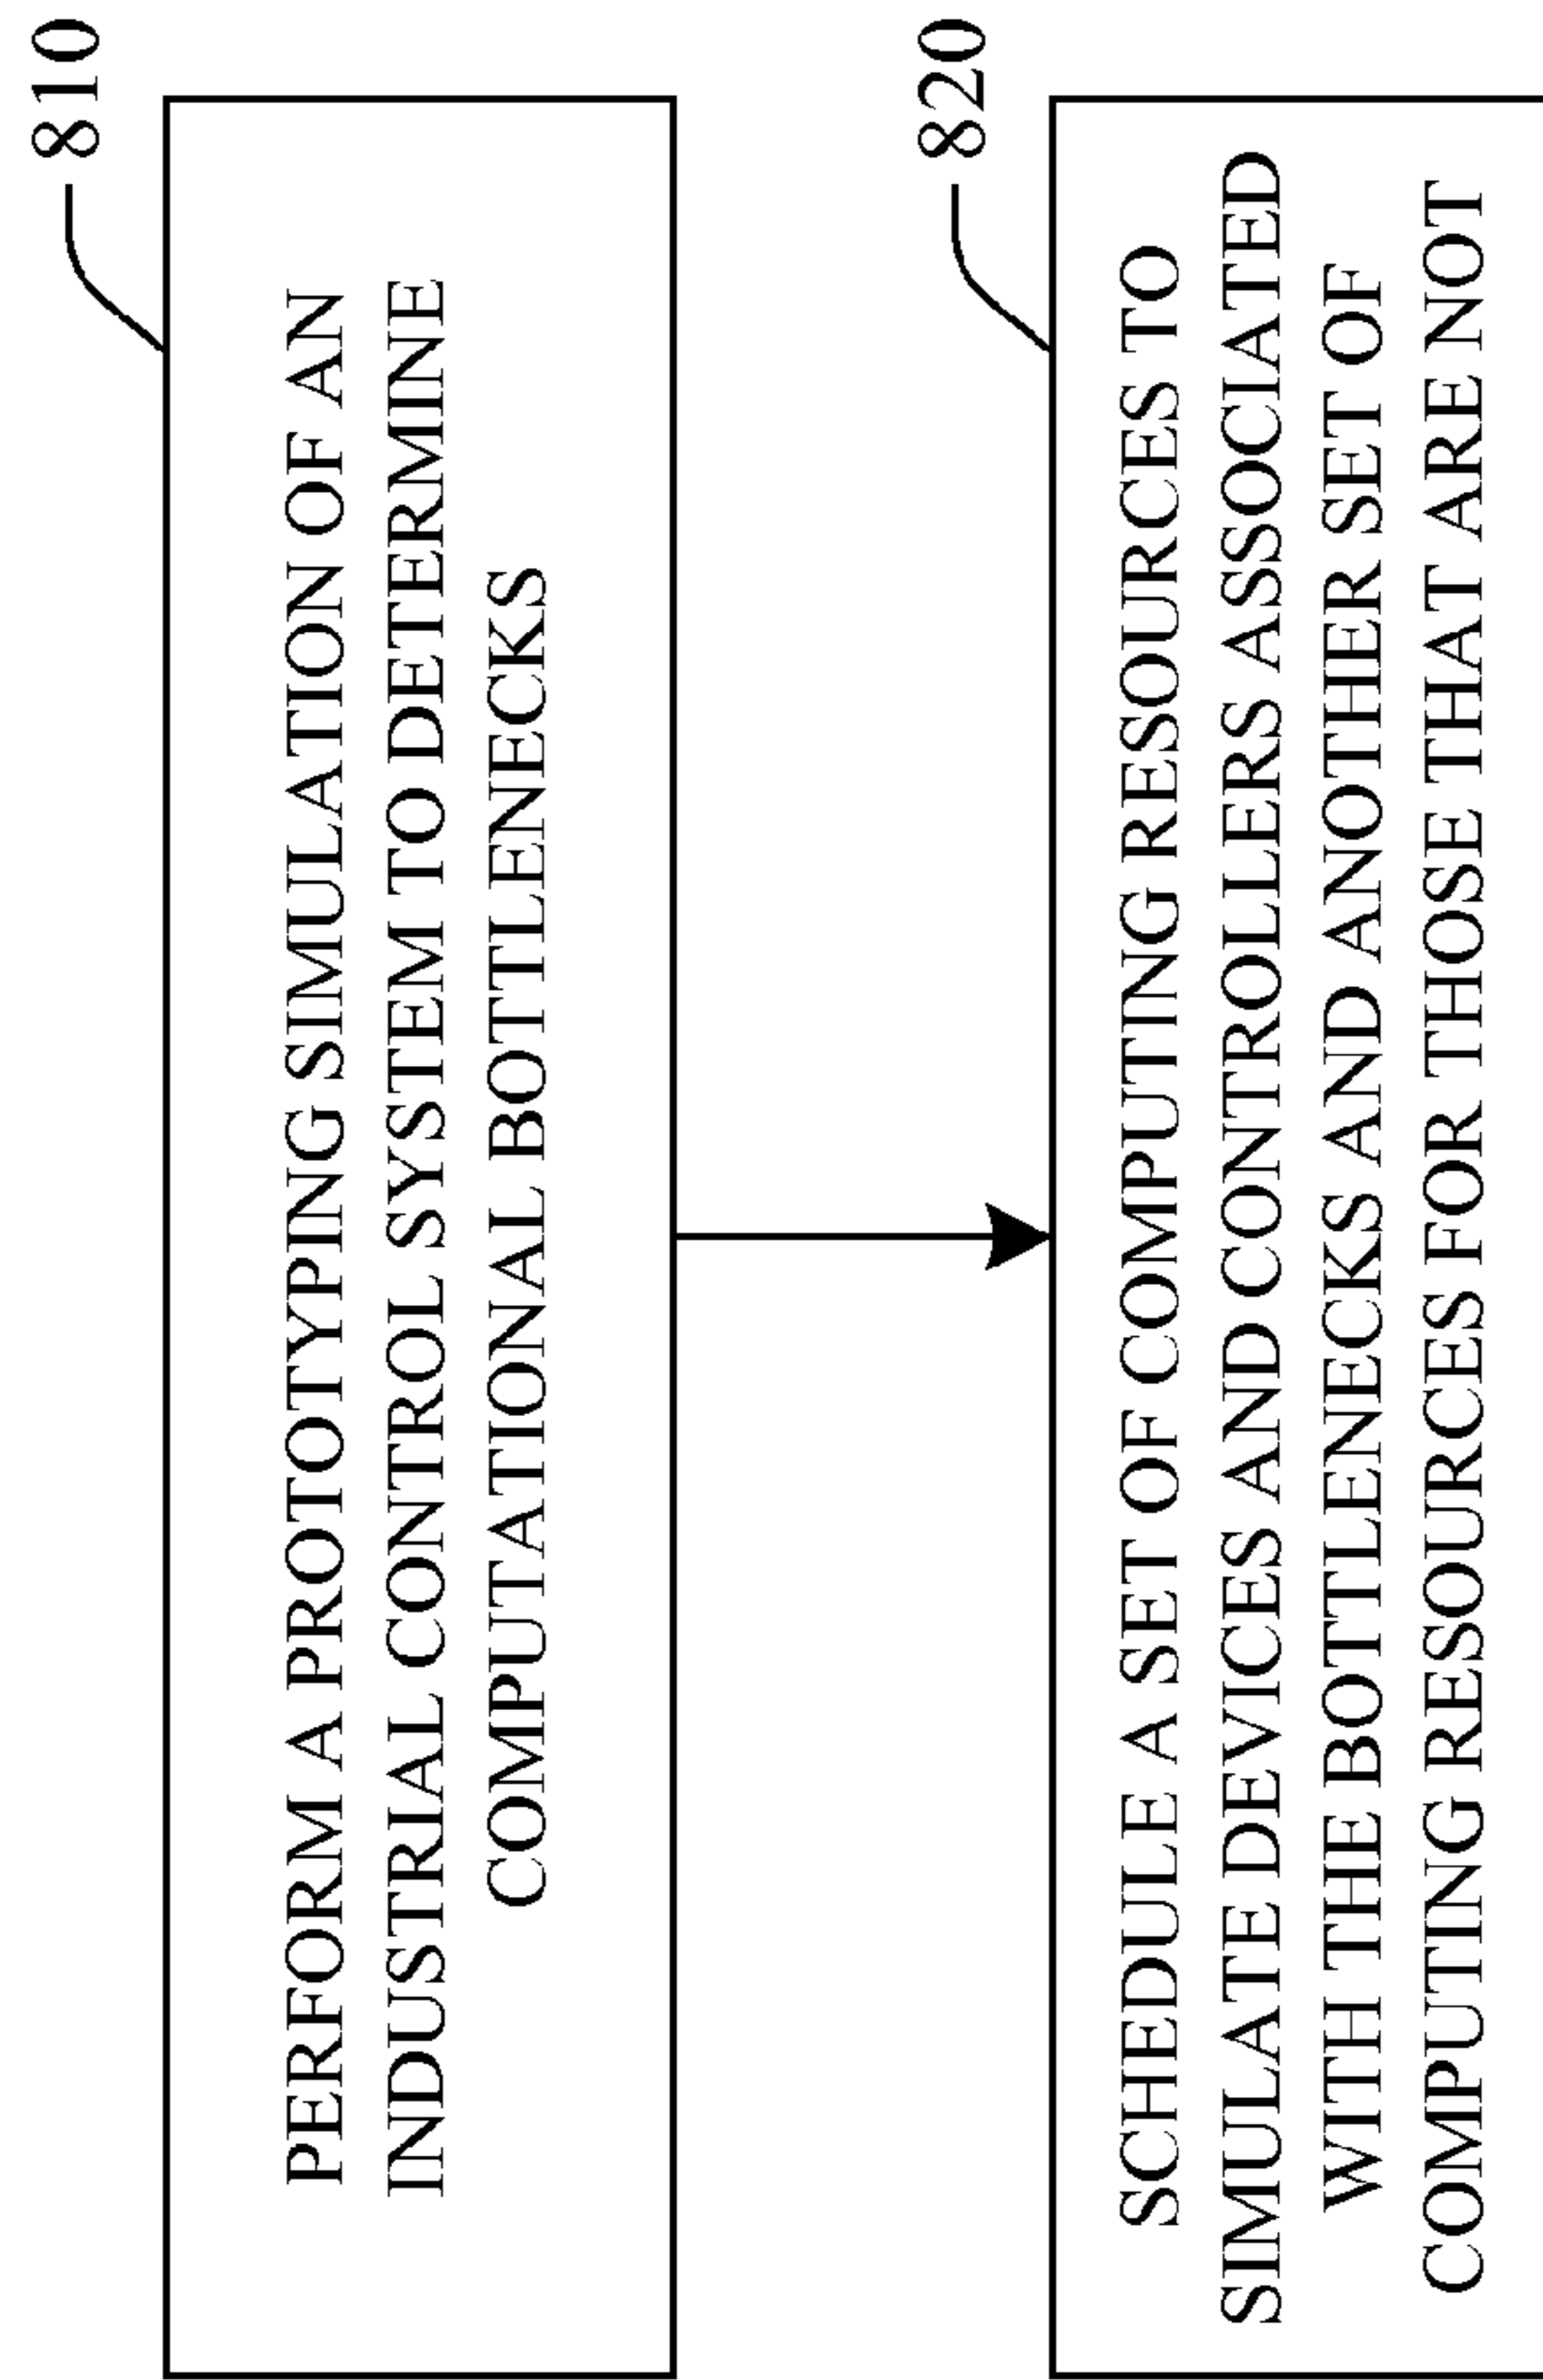 810
PERFORM A PROTOTYPING SIMULATION OF AN
INDUSTRIAL CONTROL SYSTEM TO DETERMINE
COMPUTATIONAL BOTTLENECKS
820
SCHEDULE A SET OF COMPUTING RESOURCES TO
SIMULATE DEVICES AND CONTROLLERS ASSOCIATED
WITH THE BOTTLENECKS AND ANOTHER SET OF
COMPUTING RESOURCES FOR THOSE THAT ARE NOT